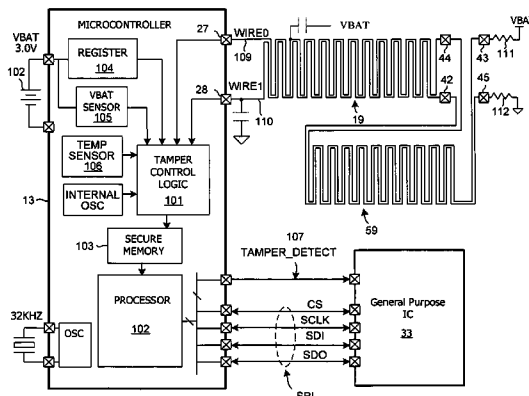 MICROCONTROLLER
27
WIRE0
VBAT
VBAT
3.0V
REGISTER
104
109
44
43
VBA
111
102
VBAT
SENSOR
105
28
WIRE1
42
45
110
19
112
TEMP
SENSOR
106
TAMPER
CONTROL
LOGIC
101
INTERNAL
OSC
13
59
103
SECURE
MEMORY
107
TAMPER_DETECT
PROCESSOR
102
CS
General Purpose
IC
33
32KHZ
SCLK
OSC
SDI
SDO